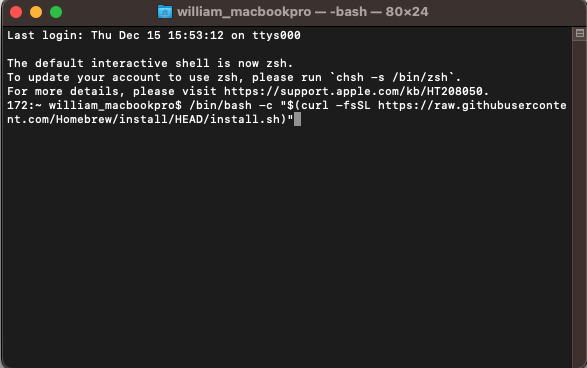 william_macbookpro — -bash — 80×24
Last login: Thu Dec 15 15:53:12 on ttys000
The default interactive shell is now zsh.
To update your account to use zsh, please run `chsh -s /bin/zsh`.
For more details, please visit https://support.apple.com/kb/HT208050.
172:~ william_macbookpro$ /bin/bash -c "$(curl -fsSL https://raw.githubuserconte
nt.com/Homebrew/install/HEAD/install.sh)"